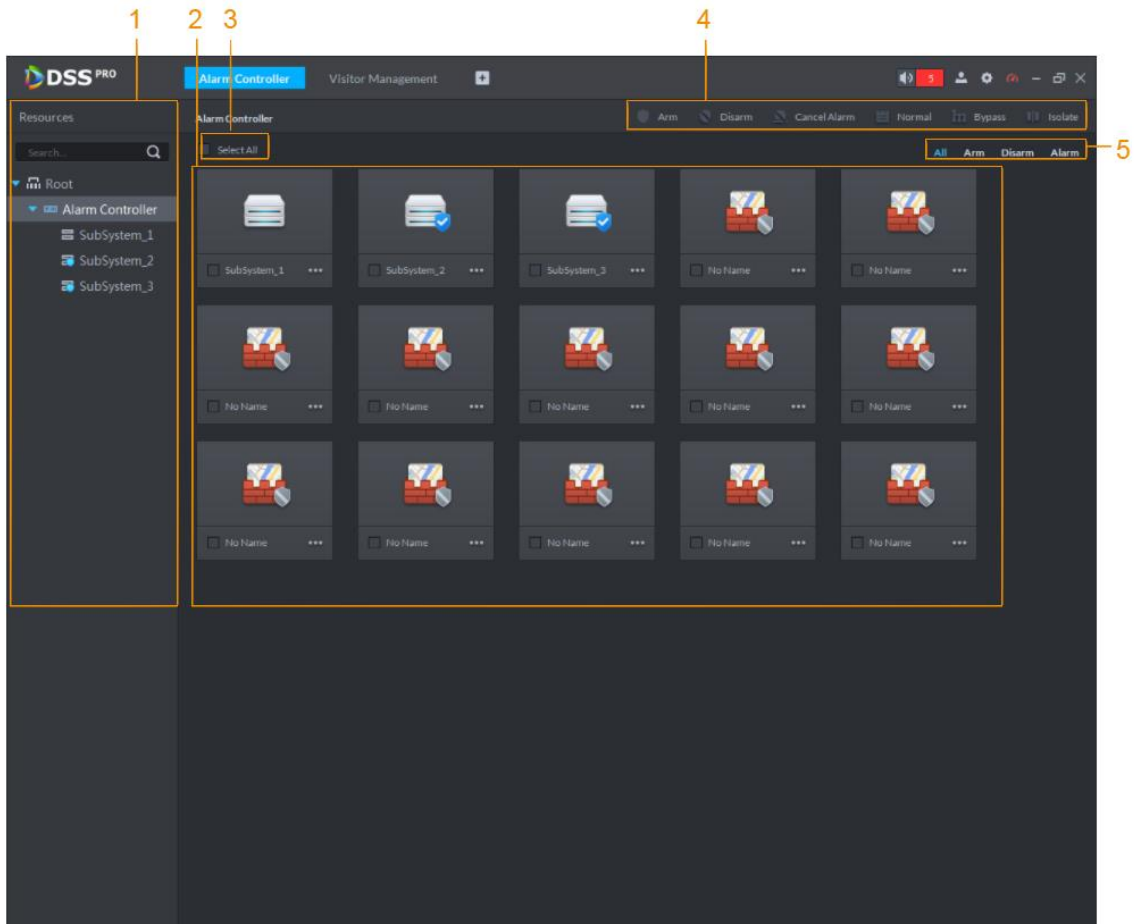 1 2 3 4
DSS PRO Alarm Controller Visitor Management 5
Resources Alarm Controller Arm Disarm Cancel Alarm Normal Bypass Isolate
Search... Select All All Arm Disarm Alarm 5
Root
Alarm Controller
SubSystem_1
SubSystem_2
SubSystem_3
SubSystem_1 SubSystem_2 SubSystem_3 No Name No Name
No Name No Name No Name No Name No Name
No Name No Name No Name No Name No Name